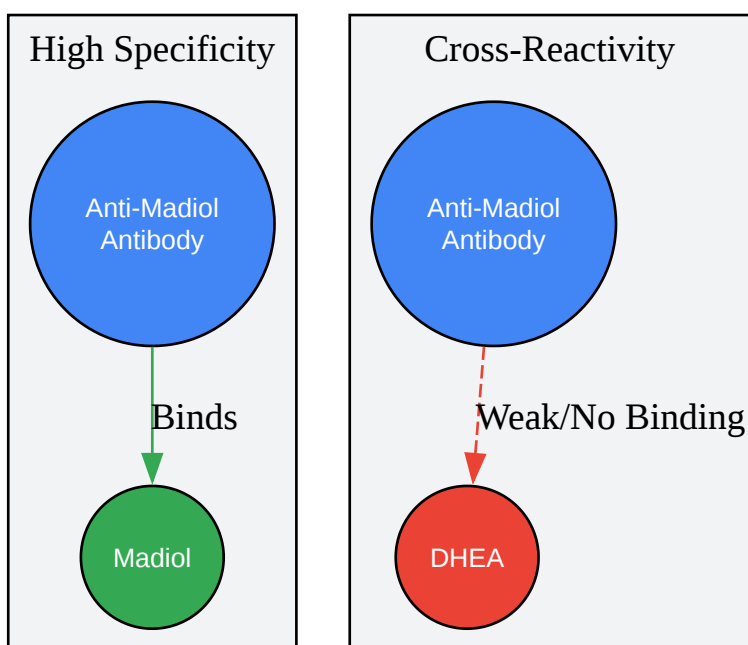 High Specificity
Anti-Madiol
Antibody
Binds
Madiol
Cross-Reactivity
Anti-Madiol
Antibody
Weak/No Binding
DHEA